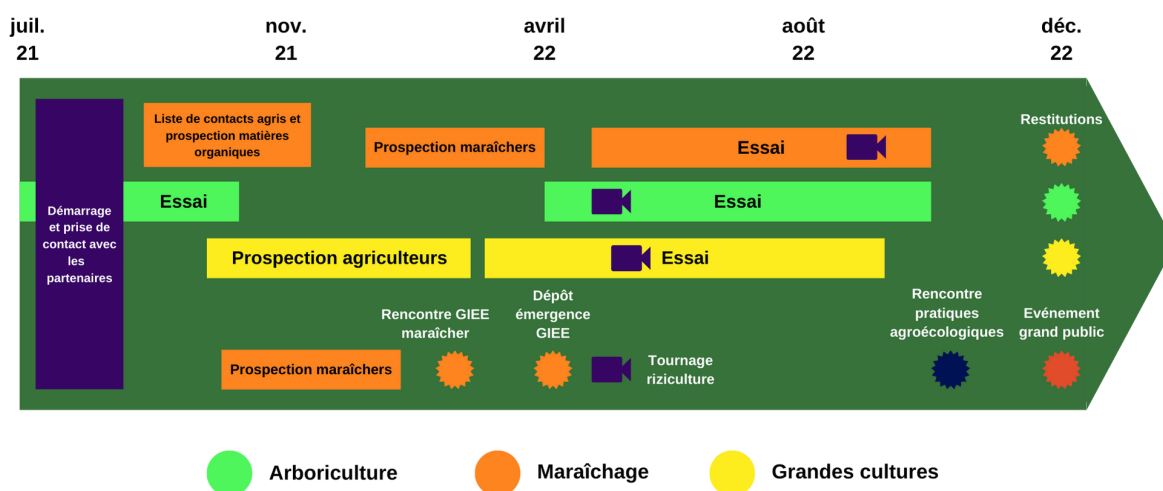 juil.
21
nov.
21
avril
22
août
22
déc.
22
Liste de contacts agris et
prospection matières
organiques
Prospection maraîchers
Essai
Restitutions
Démarrage
et prise de
contact avec
les
partenaires
Essai
Essai
Prospection agriculteurs
Essai
Rencontre GIEE
maraîcher
Dépôt
émergence
GIEE
Rencontre
pratiques
agroécologiques
Evénement
grand public
Prospection maraîchers
Tournage
riziculture
Arboriculture
Maraîchage
Grandes cultures